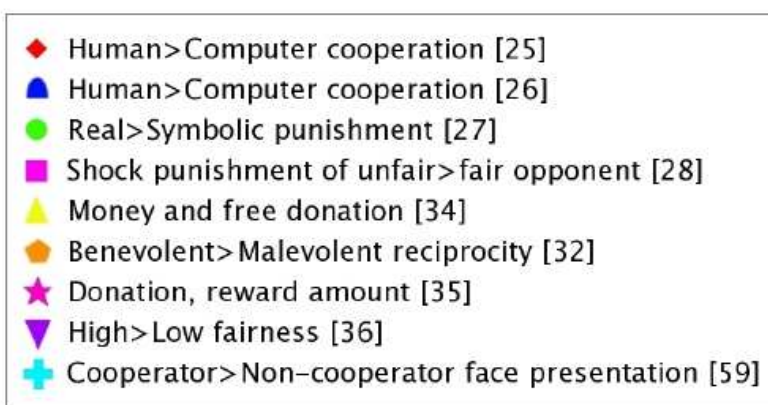 Human>Computer cooperation [25]
Human>Computer cooperation [26]
Real>Symbolic punishment [27]
Shock punishment of unfair>fair opponent [28]
Money and free donation [34]
Benevolent>Malevolent reciprocity [32]
Donation, reward amount [35]
High>Low fairness [36]
Cooperator>Non-cooperator face presentation [59]